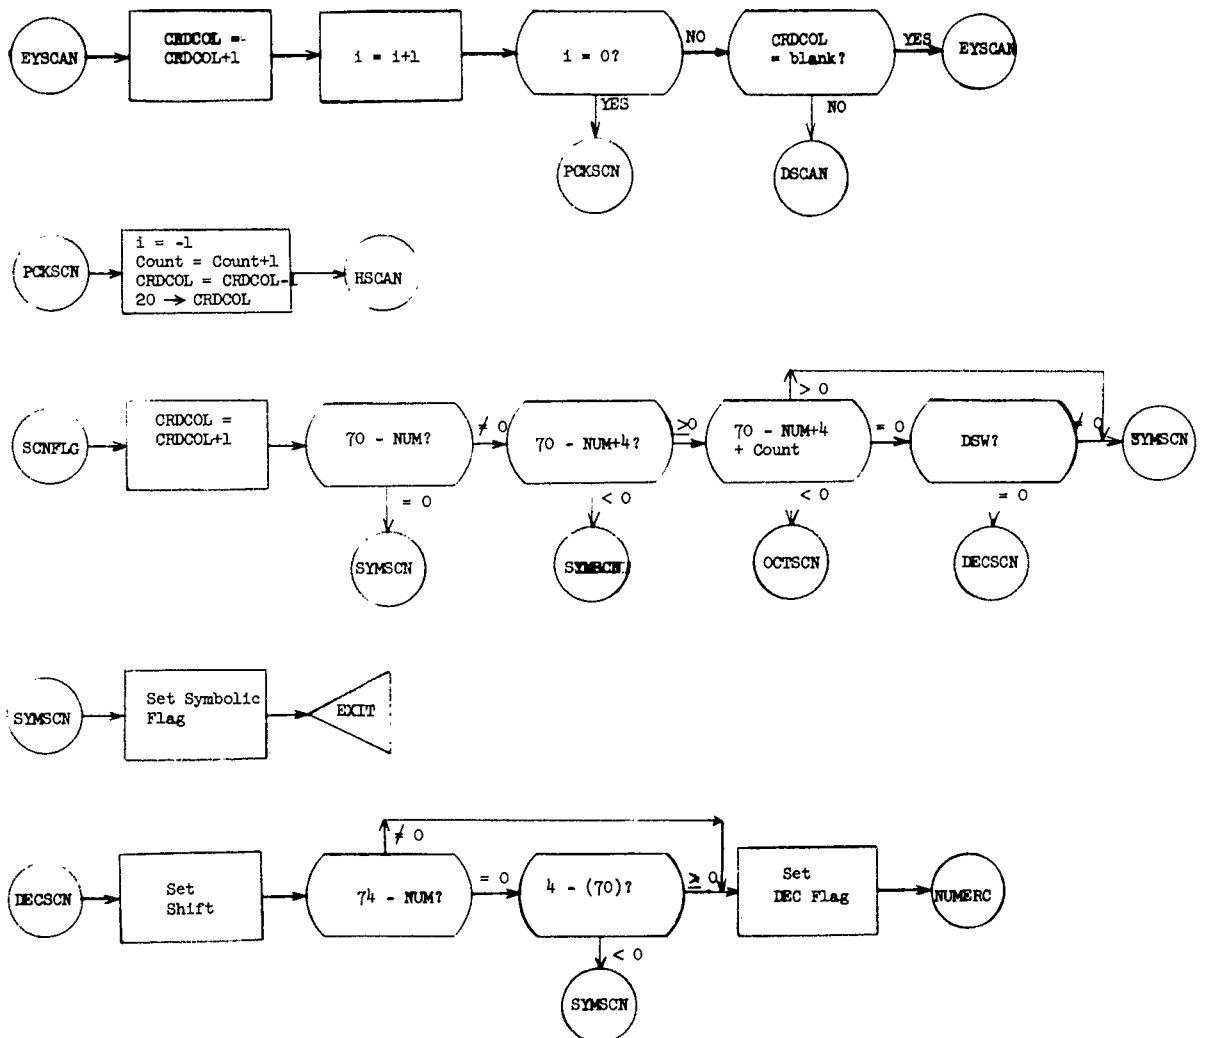 EYSCAN
CRDCOL =
CRDCOL+1
i = i+1
i = 0?
NO
YES
CRDCOL
= blank?
YES
NO
EYSCAN
PCKSCN
DSCAN
PCKSCN
i = -1
Count = Count+1
CRDCOL = CRDCOL-1
20 → CRDCOL
HSCAN
SCNFLG
CRDCOL =
CRDCOL+1
70 - NUM?
≠ 0
= 0
70 - NUM+4?
≥0
< 0
70 - NUM+4
+ Count
> 0
= 0
< 0
DSW?
≠ 0
= 0
SYMSCN
SYMSCN
SYMSCN
OCTSCN
DECSCN
SYMSCN
Set Symbolic
Flag
EXIT
DECSCN
Set
Shift
74 - NUM?
≠ 0
= 0
4 - (70)?
≥ 0
< 0
Set
DEC Flag
NUMERC
SYMSCN